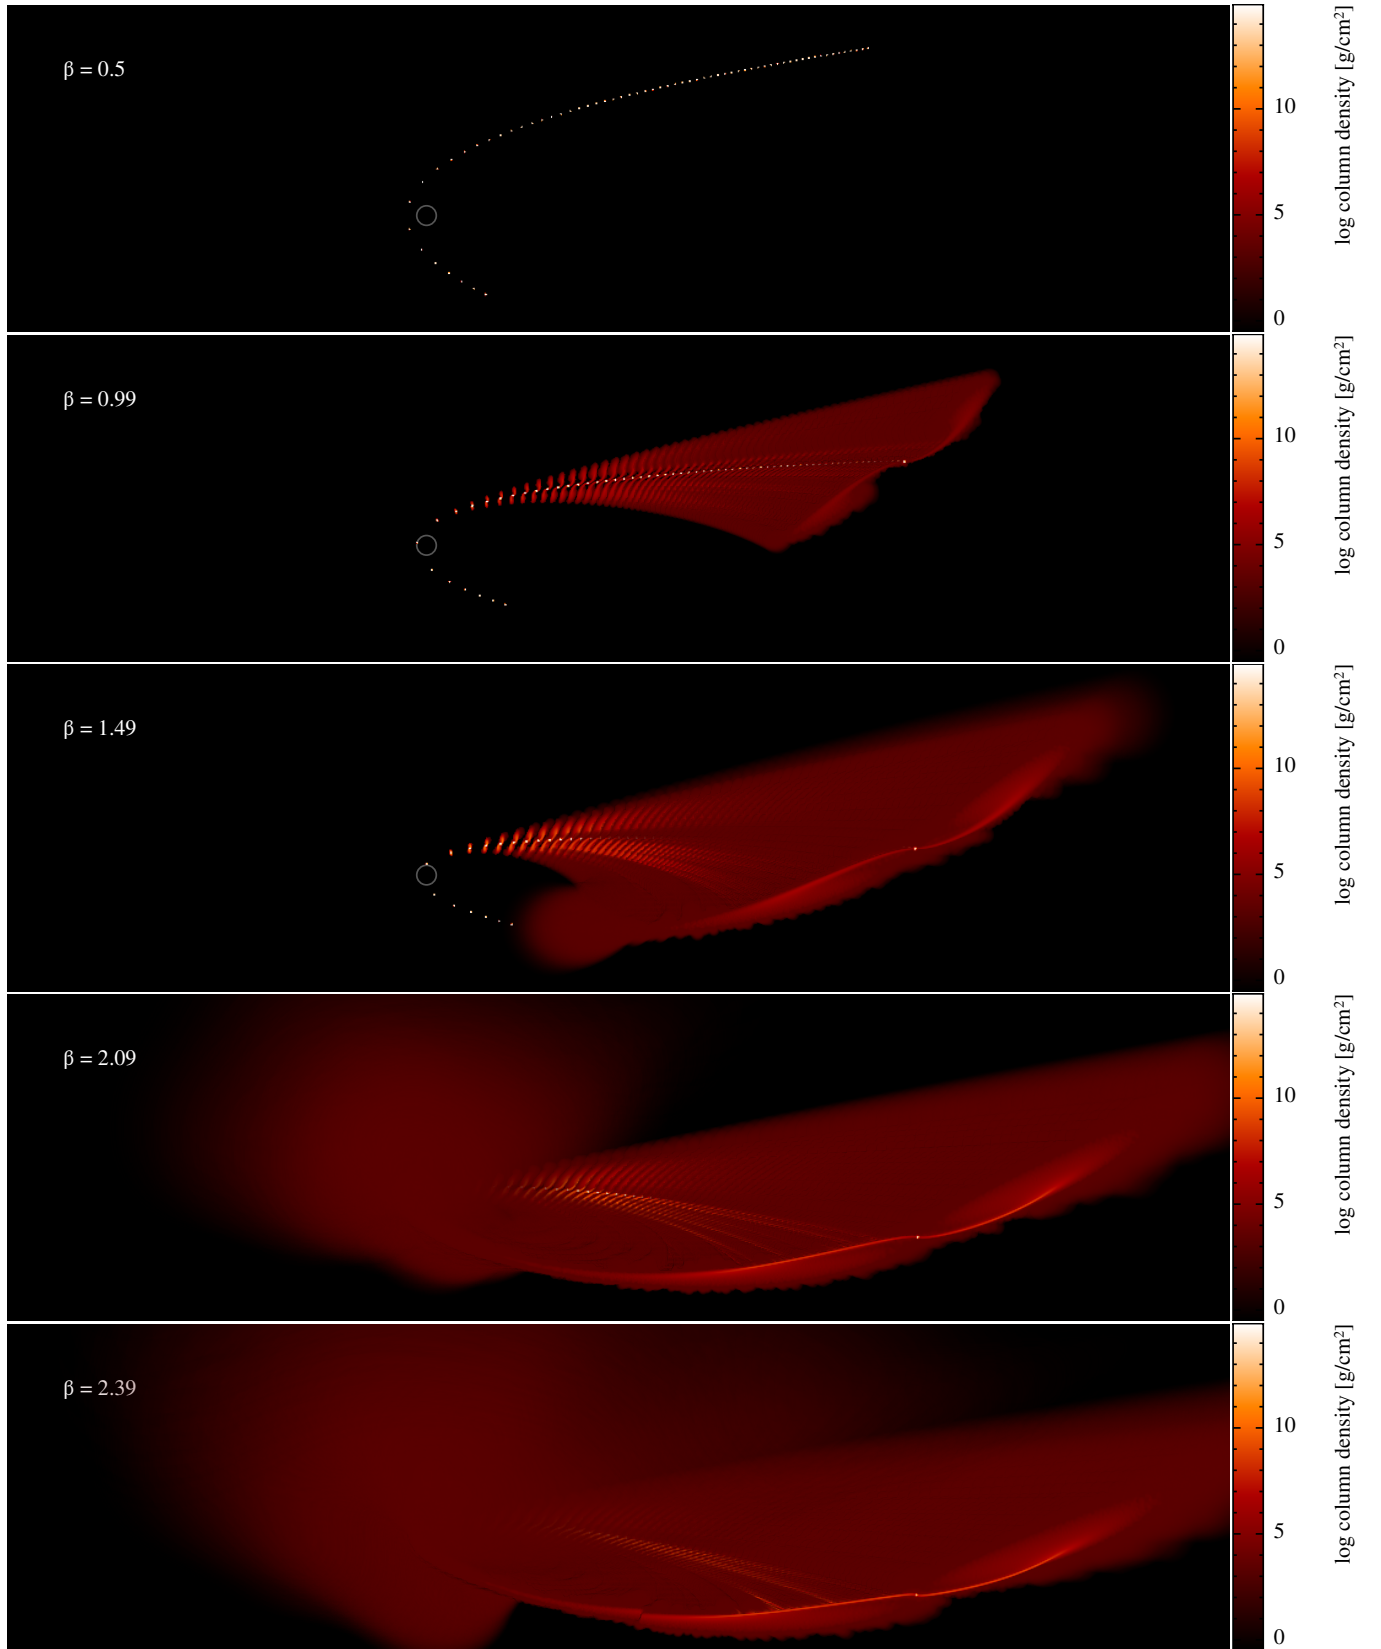 β = 0.5
10
5
0
log column density [g/cm²]
β = 0.99
10
5
0
log column density [g/cm²]
β = 1.49
10
5
0
log column density [g/cm²]
β = 2.09
10
5
0
log column density [g/cm²]
β = 2.39
10
5
0
log column density [g/cm²]